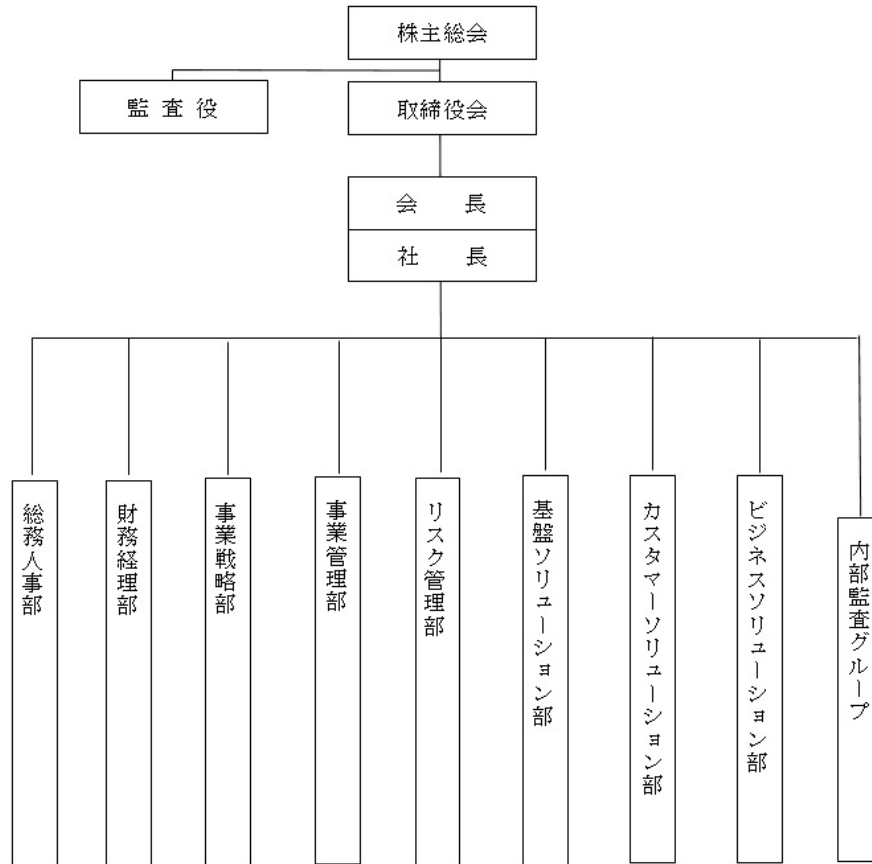 株主総会
監査役
取締役会
会　長
社　長
総務人事部
財務経理部
事業戦略部
事業管理部
リスク管理部
基盤ソリューション部
カスタマーソリューション部
ビジネスソリューション部
内部監査グループ